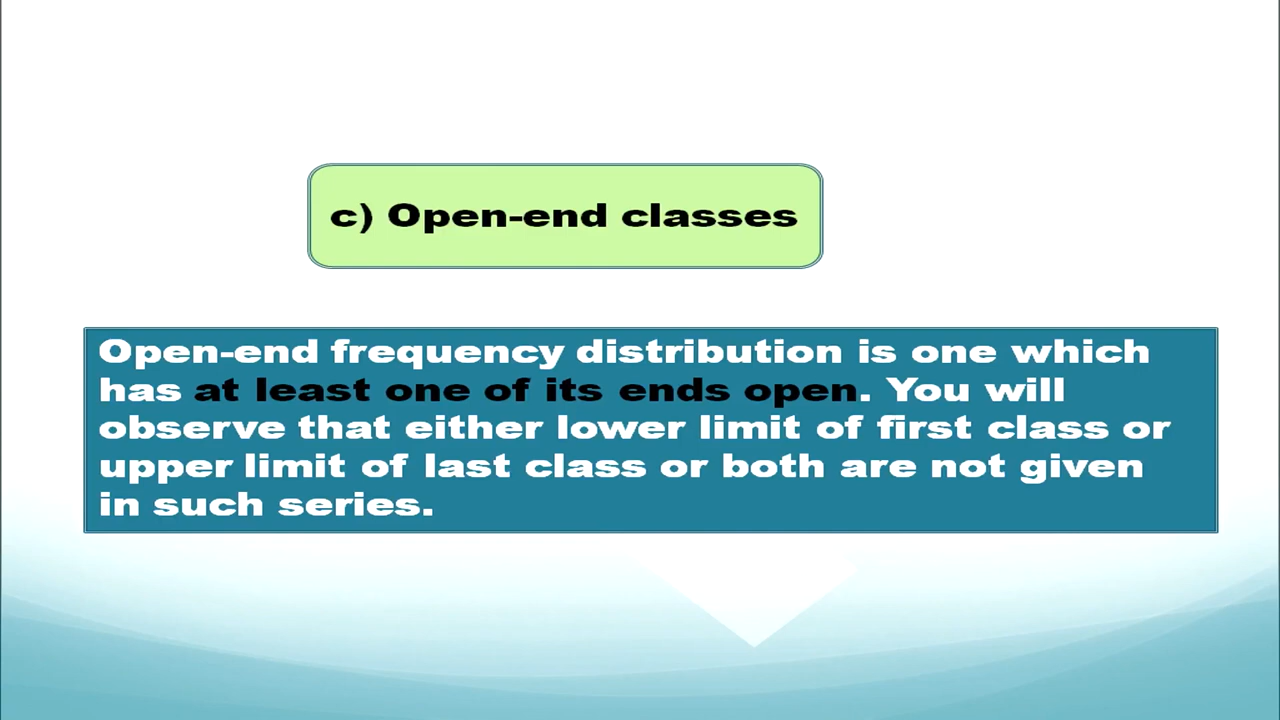 c) Open-end classes
Open-end frequency distribution is one which
has at least one of its ends open. You will
observe that either lower limit of first class or
upper limit of last class or both are not given
in such series.